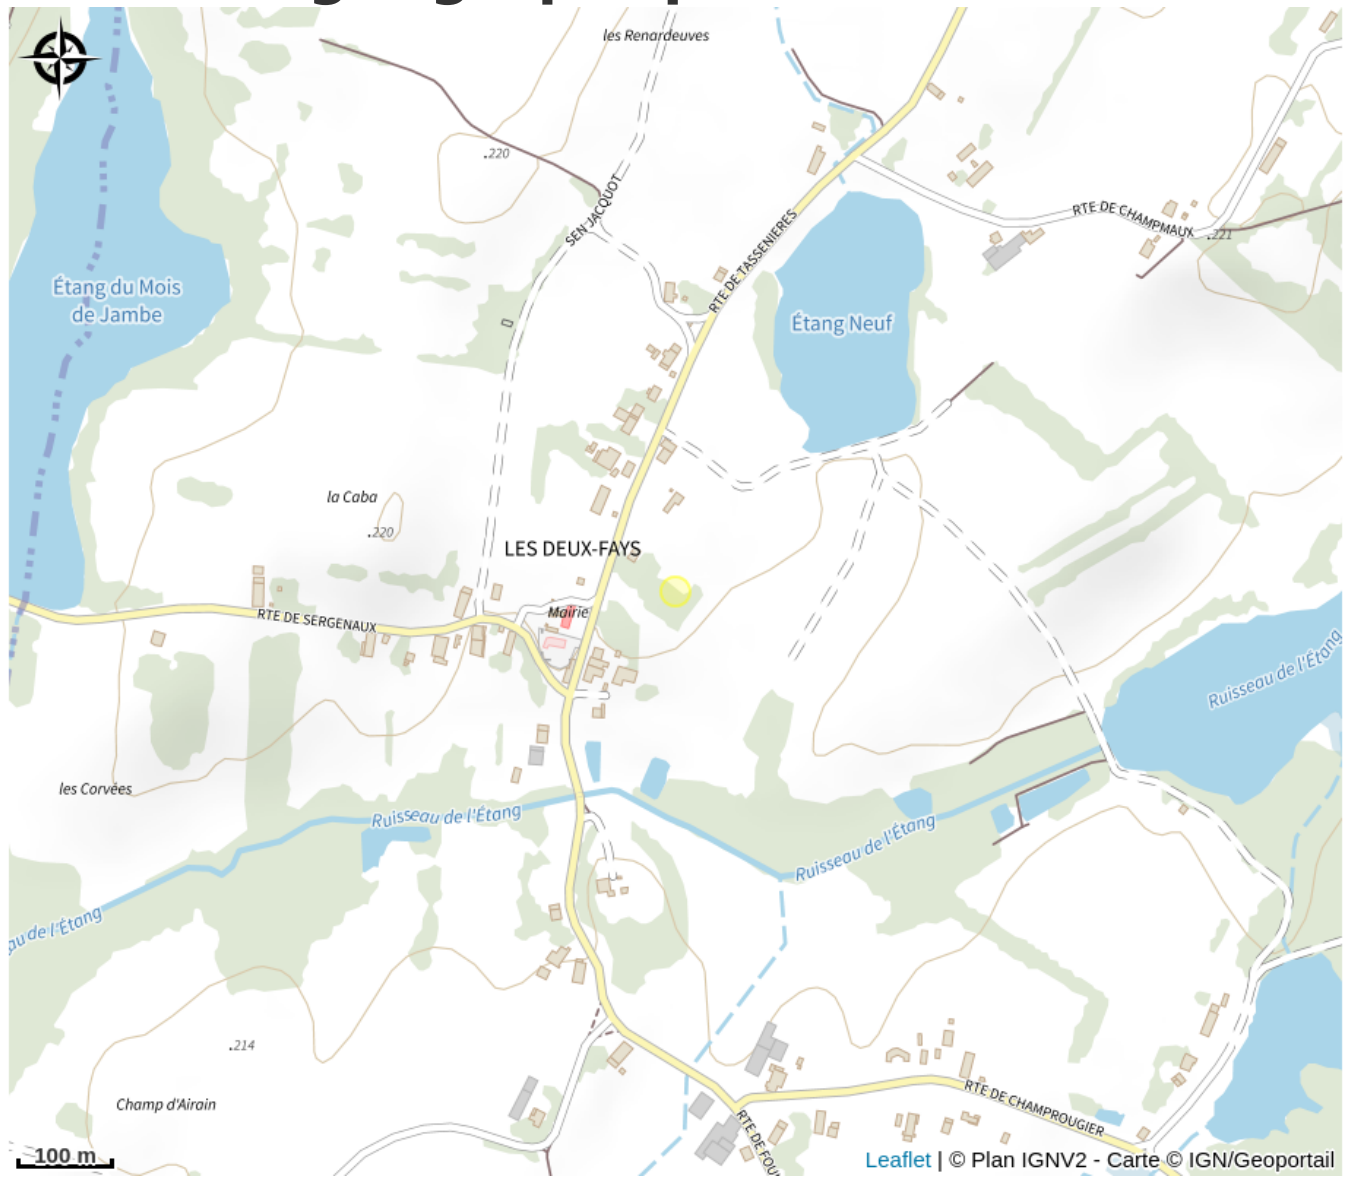 les Renardeuves
.220
SEN JACQUOT
RTE DE TASSENIERES
RTE DE CHAMPMAUX
.221
Étang du Mois
de Jambe
Étang Neuf
la Caba
.220
LES DEUX-FAYS
Mairie
RTE DE SERGENAUX
Ruisseau de l'Étang
les Corvées
Ruisseau de l'Étang
Ruisseau de l'Étang
au de l'Étang
.214
Champ d'Airain
RTE DE CHAMPROUGIER
RTE DE FOU
100 m
Leaflet | © Plan IGNV2 - Carte © IGN/Geoportail